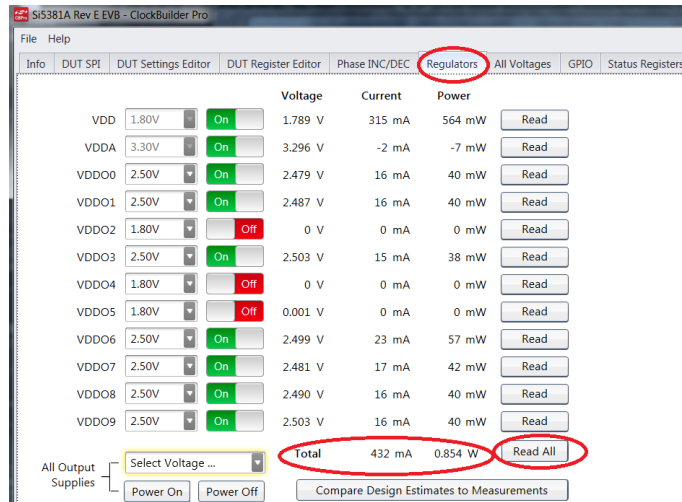 Si5381A Rev E EVB - ClockBuilder Pro
File Help
Info DUT SPI DUT Settings Editor DUT Register Editor Phase INC/DEC Regulators All Voltages GPIO Status Registers
Voltage Current Power
VDD 1.80V On 1.789 V 315 mA 564 mW Read
VDDA 3.30V On 3.296 V -2 mA -7 mW Read
VDDO0 2.50V On 2.479 V 16 mA 40 mW Read
VDDO1 2.50V On 2.487 V 16 mA 40 mW Read
VDDO2 1.80V Off 0 V 0 mA 0 mW Read
VDDO3 2.50V On 2.503 V 15 mA 38 mW Read
VDDO4 1.80V Off 0 V 0 mA 0 mW Read
VDDO5 1.80V Off 0.001 V 0 mA 0 mW Read
VDDO6 2.50V On 2.499 V 23 mA 57 mW Read
VDDO7 2.50V On 2.481 V 17 mA 42 mW Read
VDDO8 2.50V On 2.490 V 16 mA 40 mW Read
VDDO9 2.50V On 2.503 V 16 mA 40 mW Read
Total 432 mA 0.854 W Read All
All Output Supplies Select Voltage ...
Power On Power Off Compare Design Estimates to Measurements